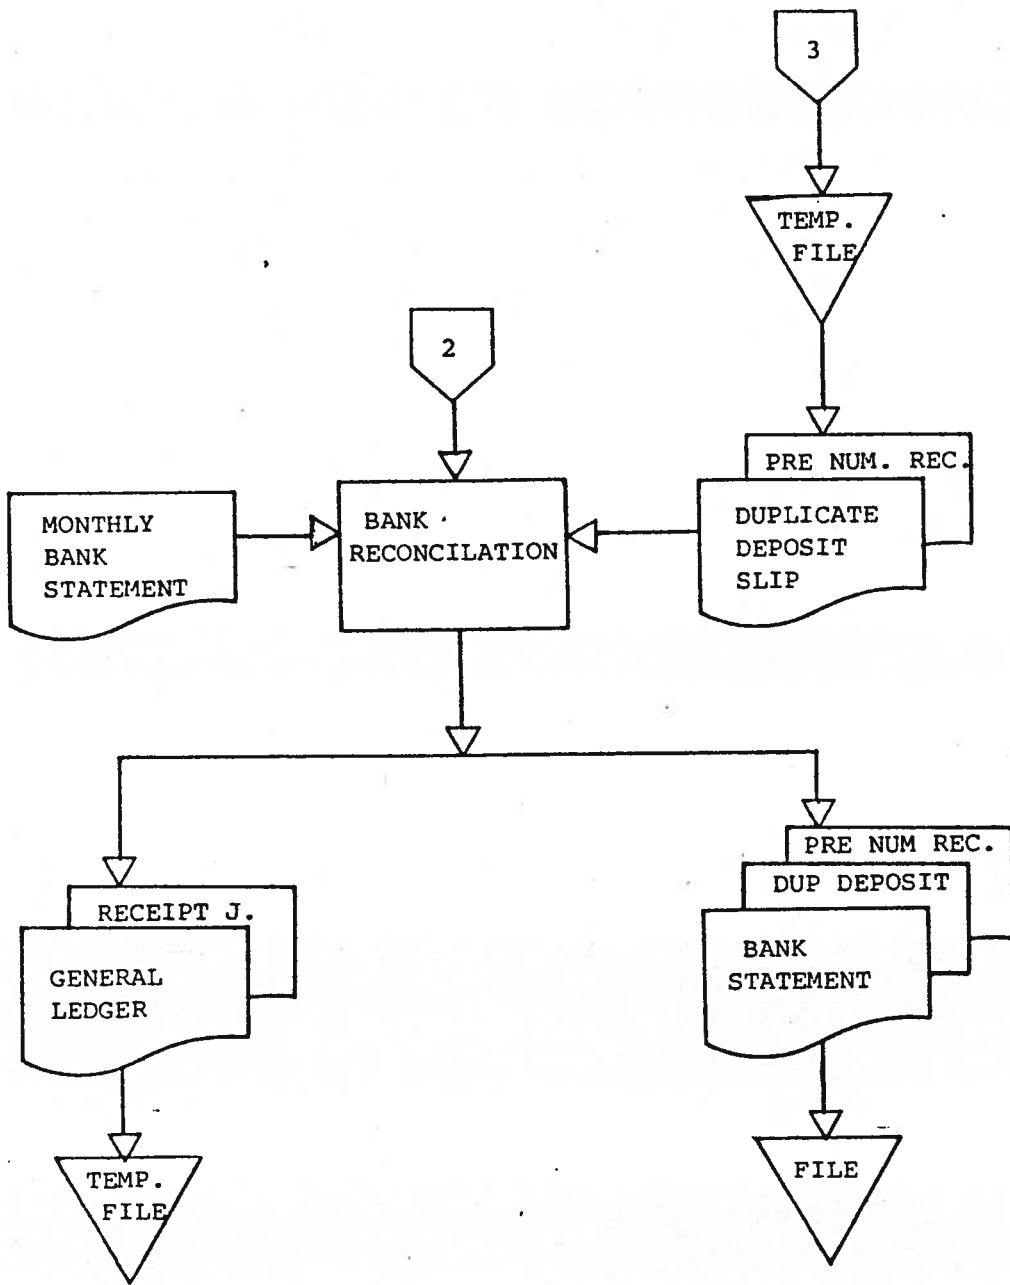 3
TEMP.
FILE
2
PRE NUM. REC.
MONTHLY
BANK
STATEMENT
BANK
RECONCILATION
DUPLICATE
DEPOSIT
SLIP
PRE NUM REC.
DUP DEPOSIT
RECEIPT J.
BANK
STATEMENT
GENERAL
LEDGER
TEMP.
FILE
FILE